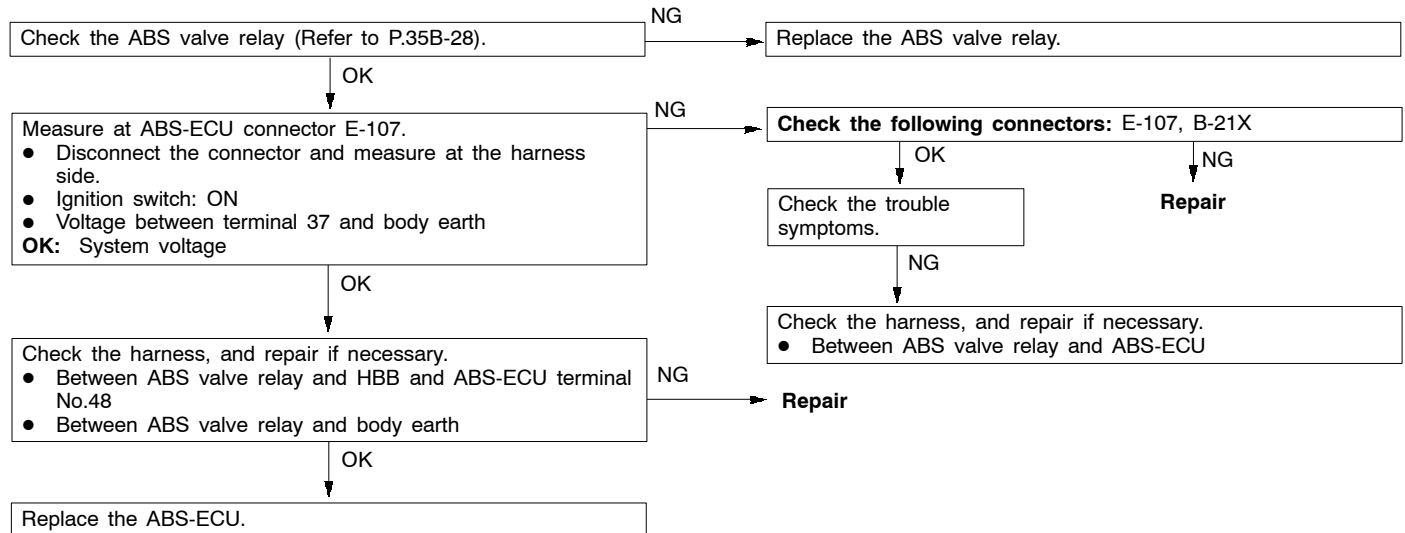 Check the ABS valve relay (Refer to P.35B-28).
NG
Replace the ABS valve relay.
OK
Measure at ABS-ECU connector E-107.
● Disconnect the connector and measure at the harness
side.
● Ignition switch: ON
● Voltage between terminal 37 and body earth
OK: System voltage
NG
Check the following connectors: E-107, B-21X
OK
NG
Repair
Check the trouble
symptoms.
NG
Check the harness, and repair if necessary.
● Between ABS valve relay and ABS-ECU
OK
Check the harness, and repair if necessary.
● Between ABS valve relay and HBB and ABS-ECU terminal
No.48
● Between ABS valve relay and body earth
NG
Repair
OK
Replace the ABS-ECU.